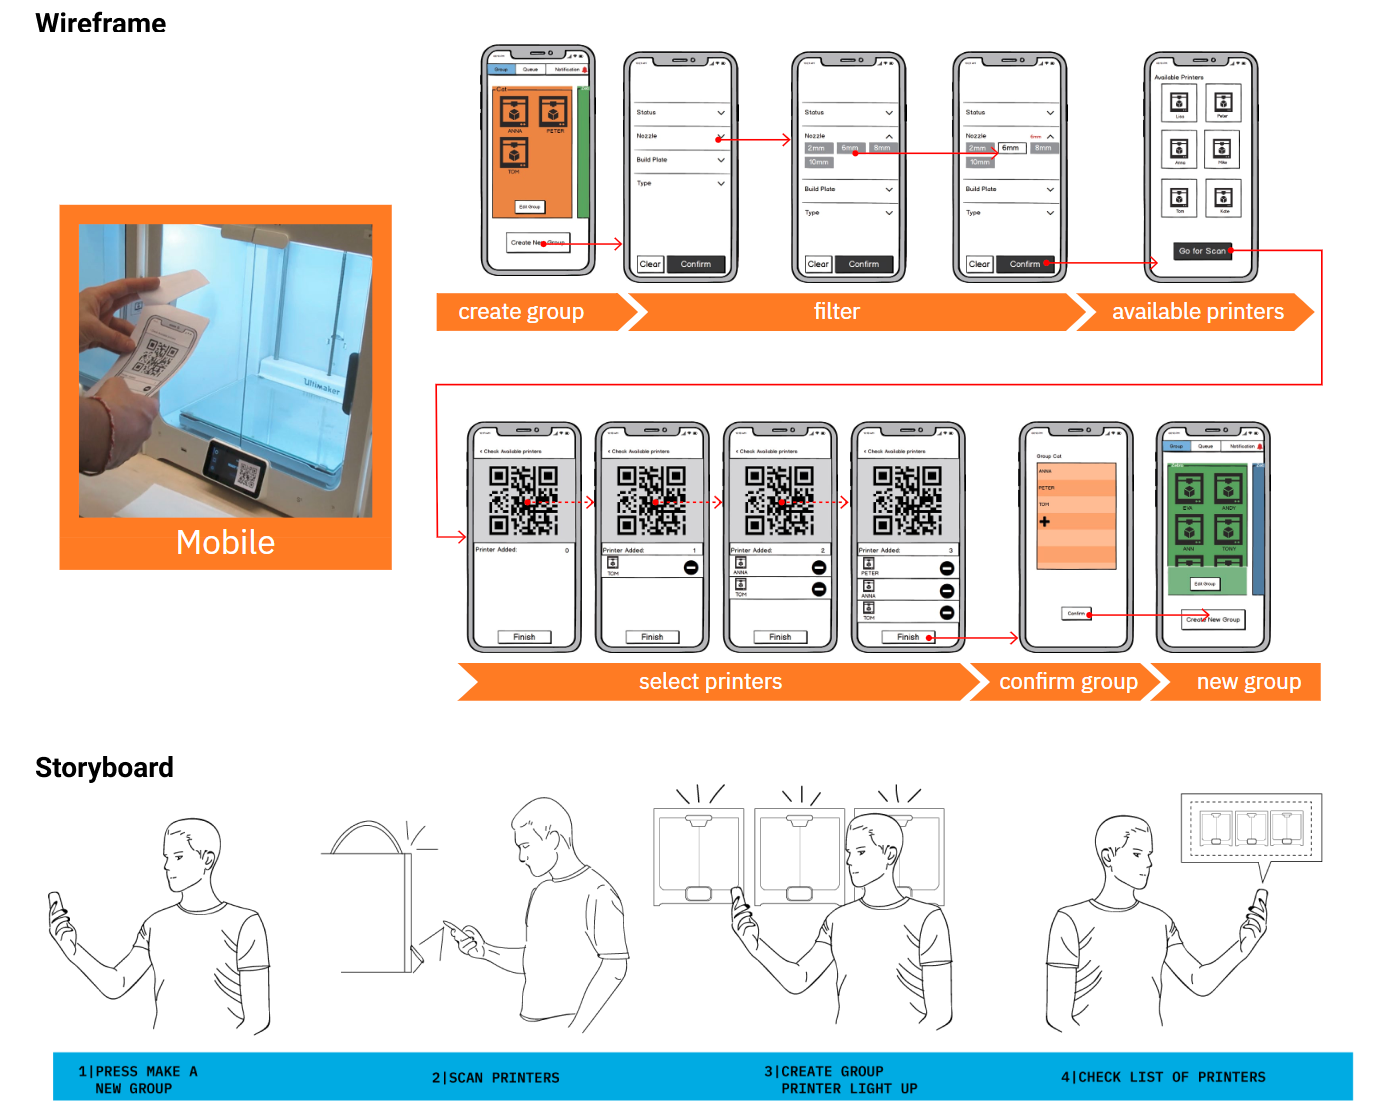 Wireframe
Group Queue Notification
Cat
ANNA PETER
TOM
Edit Group
Create New Group
Status
Nozzle
Build Plate
Type
Clear Confirm
Status
Nozzle
2mm 6mm 8mm
10mm
Build Plate
Type
Clear Confirm
Status
Nozzle 6mm
2mm 6mm 8mm
10mm
Build Plate
Type
Clear Confirm
Available Printers
Lisa Peter
Anna Mike
Tom Kate
Go for Scan
create group
filter
available printers
Ultimaker
Mobile
< Check Available printers
Printer Added: 0
Finish
< Check Available printers
Printer Added: 1
TOM
Finish
< Check Available printers
Printer Added: 2
ANNA
TOM
Finish
< Check Available printers
Printer Added: 3
PETER
ANNA
TOM
Finish
Group Cat
ANNA
PETER
TOM
Confirm
Group Queue Notification
EVA ANDY
ANN TONY
Edit Group
Create New Group
select printers
confirm group
new group
Storyboard
1|PRESS MAKE A
NEW GROUP
2|SCAN PRINTERS
3|CREATE GROUP
PRINTER LIGHT UP
4|CHECK LIST OF PRINTERS